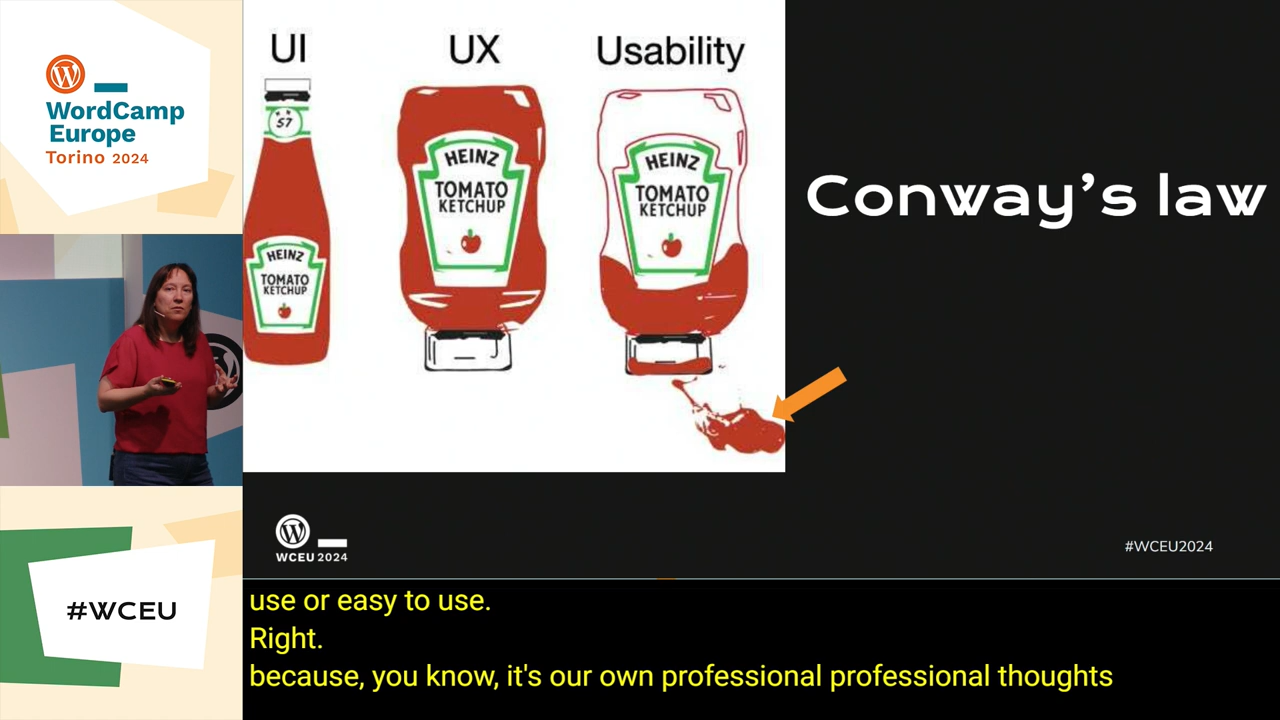 WordCamp
Europe
Torino 2024
#WCEU
UI
UX
Usability
57
HEINZ
TOMATO
KETCHUP
HEINZ
TOMATO
KETCHUP
HEINZ
TOMATO
KETCHUP
Conway's law
WCEU 2024
#WCEU2024
use or easy to use.
Right.
because, you know, it's our own professional professional thoughts